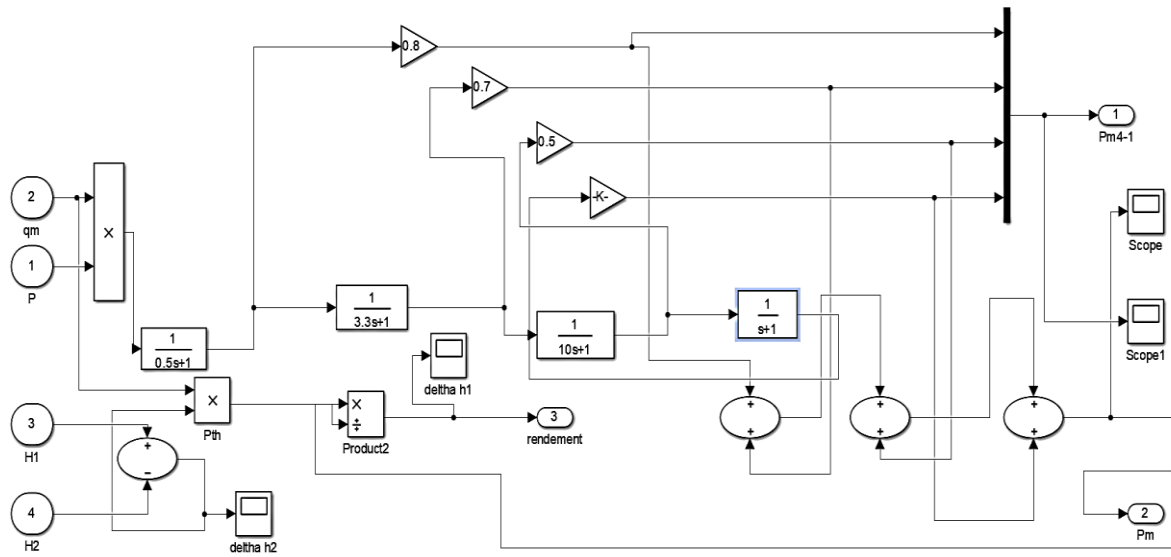 0.8
0.7
0.5
-K-
1
Pm4-1
2
qm
×
1
P
Scope
1
3.3s+1
1
10s+1
1
s+1
Scope1
1
0.5s+1
deltha h1
×
Pth
×
÷
Product2
3
rendement
+
+
+
+
+
+
3
H1
+
−
4
H2
deltha h2
2
Pm